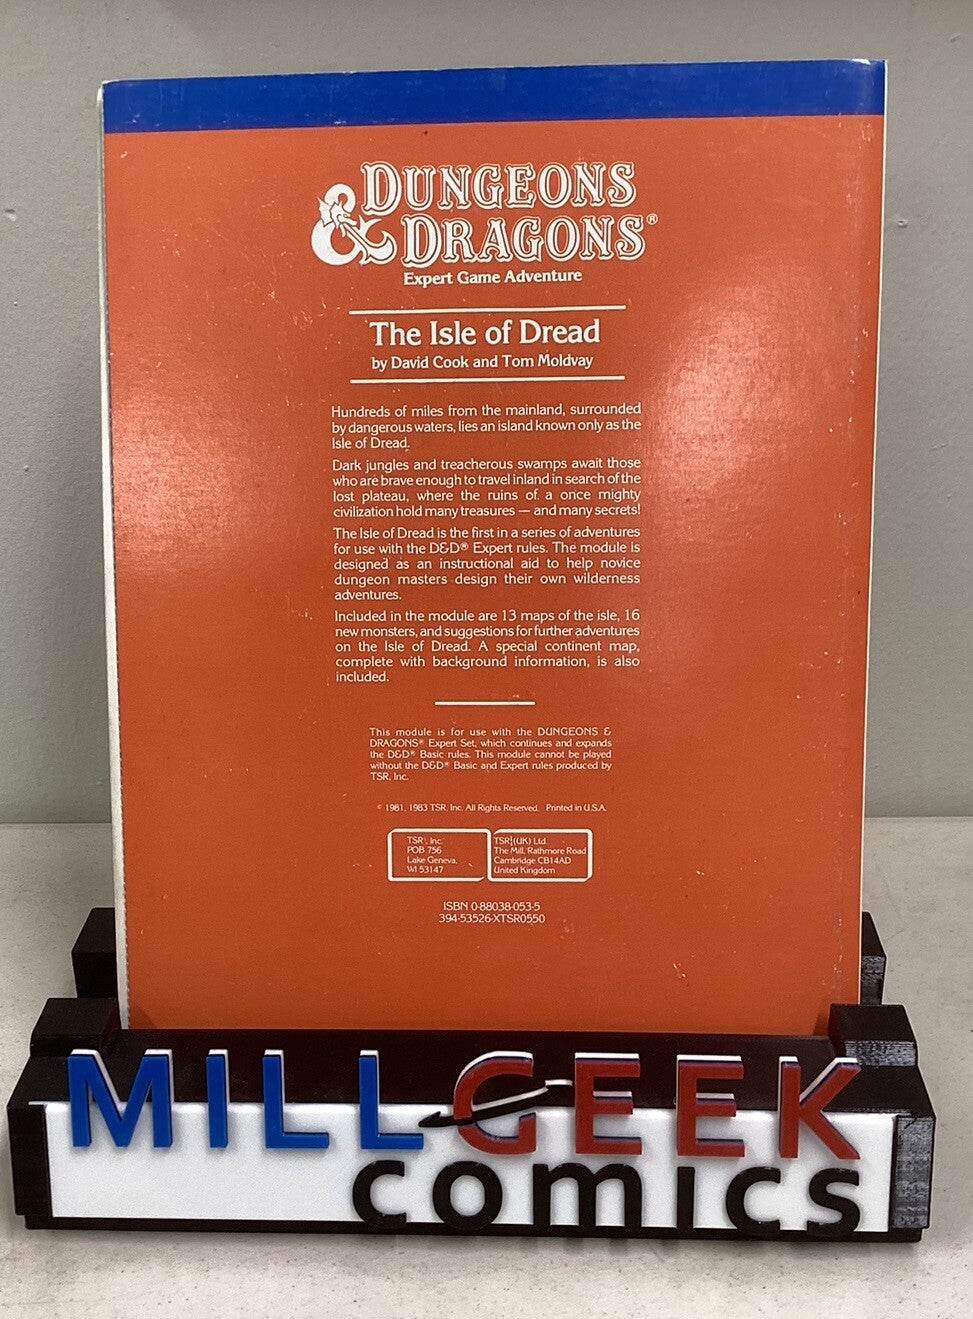 DUNGEONS
& DRAGONS®
Expert Game Adventure
The Isle of Dread
by David Cook and Tom Moldvay
Hundreds of miles from the mainland, surrounded
by dangerous waters, lies an island known only as the
Isle of Dread.
Dark jungles and treacherous swamps await those
who are brave enough to travel inland in search of the
lost plateau, where the ruins of a once mighty
civilization hold many treasures — and many secrets!
The Isle of Dread is the first in a series of adventures
for use with the D&D® Expert rules. The module is
designed as an instructional aid to help novice
dungeon masters design their own wilderness
adventures.
Included in the module are 13 maps of the isle, 16
new monsters, and suggestions for further adventures
on the Isle of Dread. A special continent map,
complete with background information, is also
included.
This module is for use with the DUNGEONS &
DRAGONS® Expert Set, which continues and expands
the D&D® Basic rules. This module cannot be played
without the D&D® Basic and Expert rules produced by
TSR, Inc.
© 1981, 1983 TSR, Inc. All Rights Reserved. Printed in U.S.A.
TSR, Inc.
POB 756
Lake Geneva,
WI 53147
TSR (UK) Ltd.
The Mill, Rathmore Road
Cambridge CB14AD
United Kingdom
ISBN 0-88038-053-5
394-53526-XTSR0550
MILLGEEK
comics